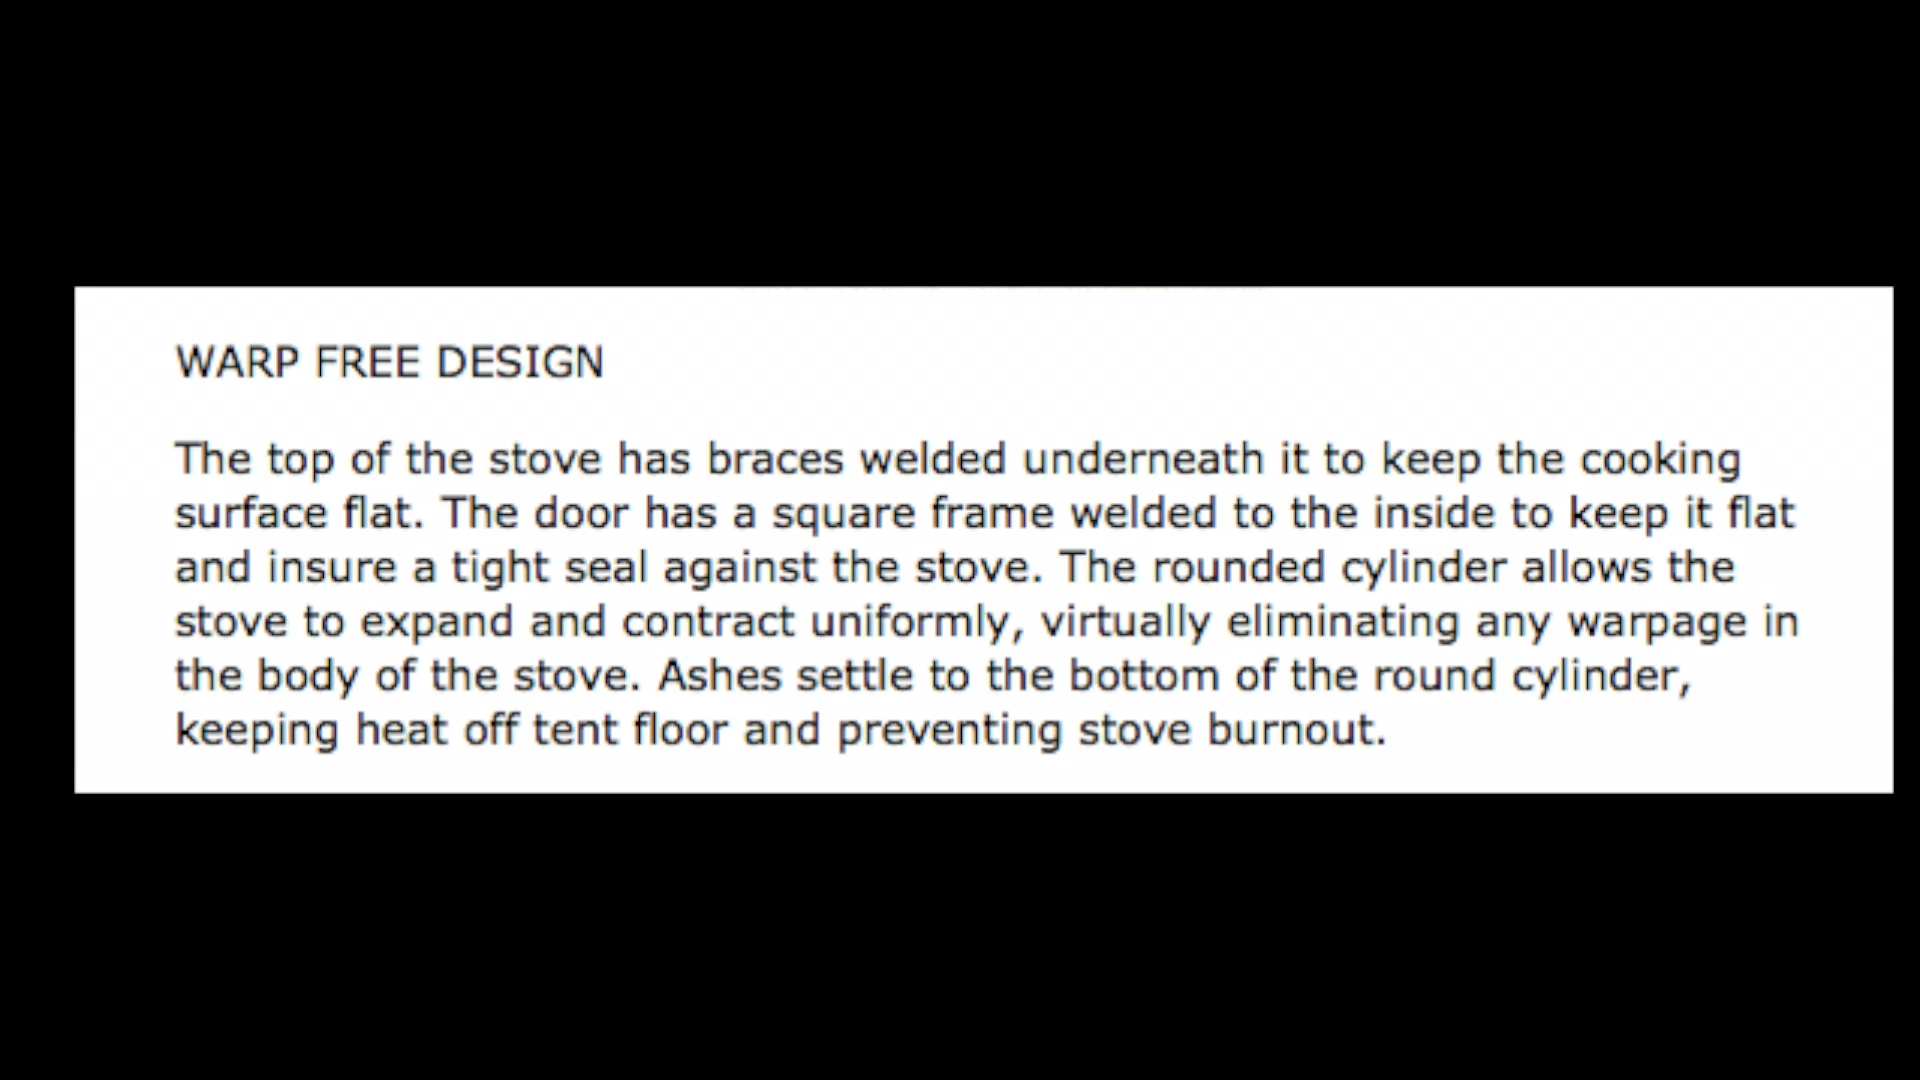 WARP FREE DESIGN
The top of the stove has braces welded underneath it to keep the cooking
surface flat. The door has a square frame welded to the inside to keep it flat
and insure a tight seal against the stove. The rounded cylinder allows the
stove to expand and contract uniformly, virtually eliminating any warpage in
the body of the stove. Ashes settle to the bottom of the round cylinder,
keeping heat off tent floor and preventing stove burnout.